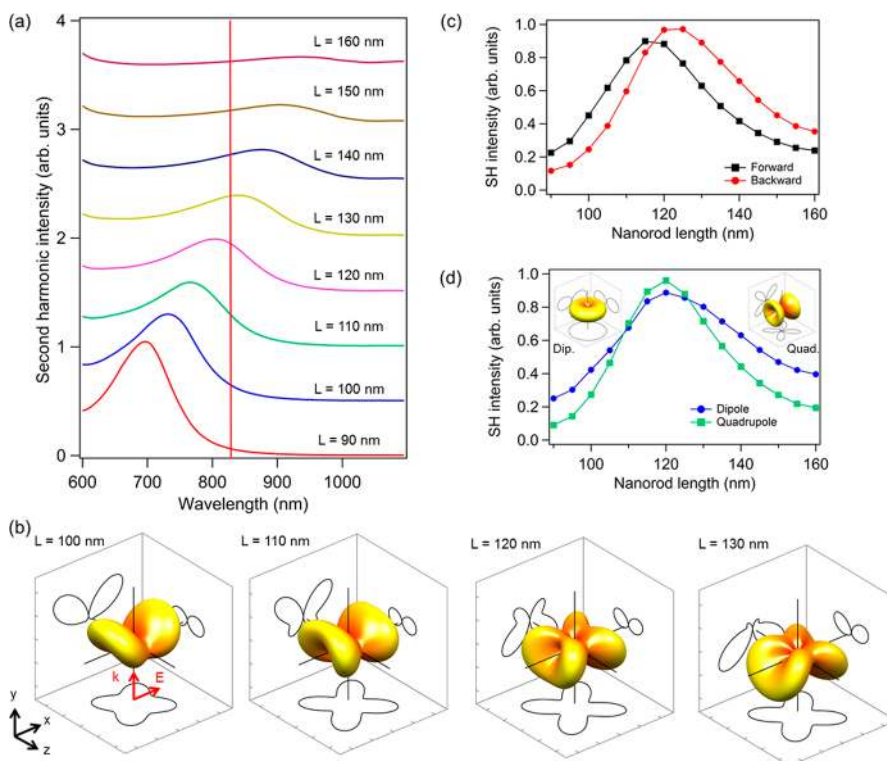 (a)
4
3
2
1
0
Second harmonic intensity (arb. units)
L = 160 nm
L = 150 nm
L = 140 nm
L = 130 nm
L = 120 nm
L = 110 nm
L = 100 nm
L = 90 nm
600 700 800 900 1000
Wavelength (nm)
(c)
1.0
0.8
0.6
0.4
0.2
0.0
SH intensity (arb. units)
Forward
Backward
100 120 140 160
Nanorod length (nm)
(d)
1.0
0.8
0.6
0.4
0.2
0.0
SH intensity (arb. units)
Dip.
Quad.
Dipole
Quadrupole
100 120 140 160
Nanorod length (nm)
(b)
L = 100 nm
k
E
y
x
z
L = 110 nm
L = 120 nm
L = 130 nm